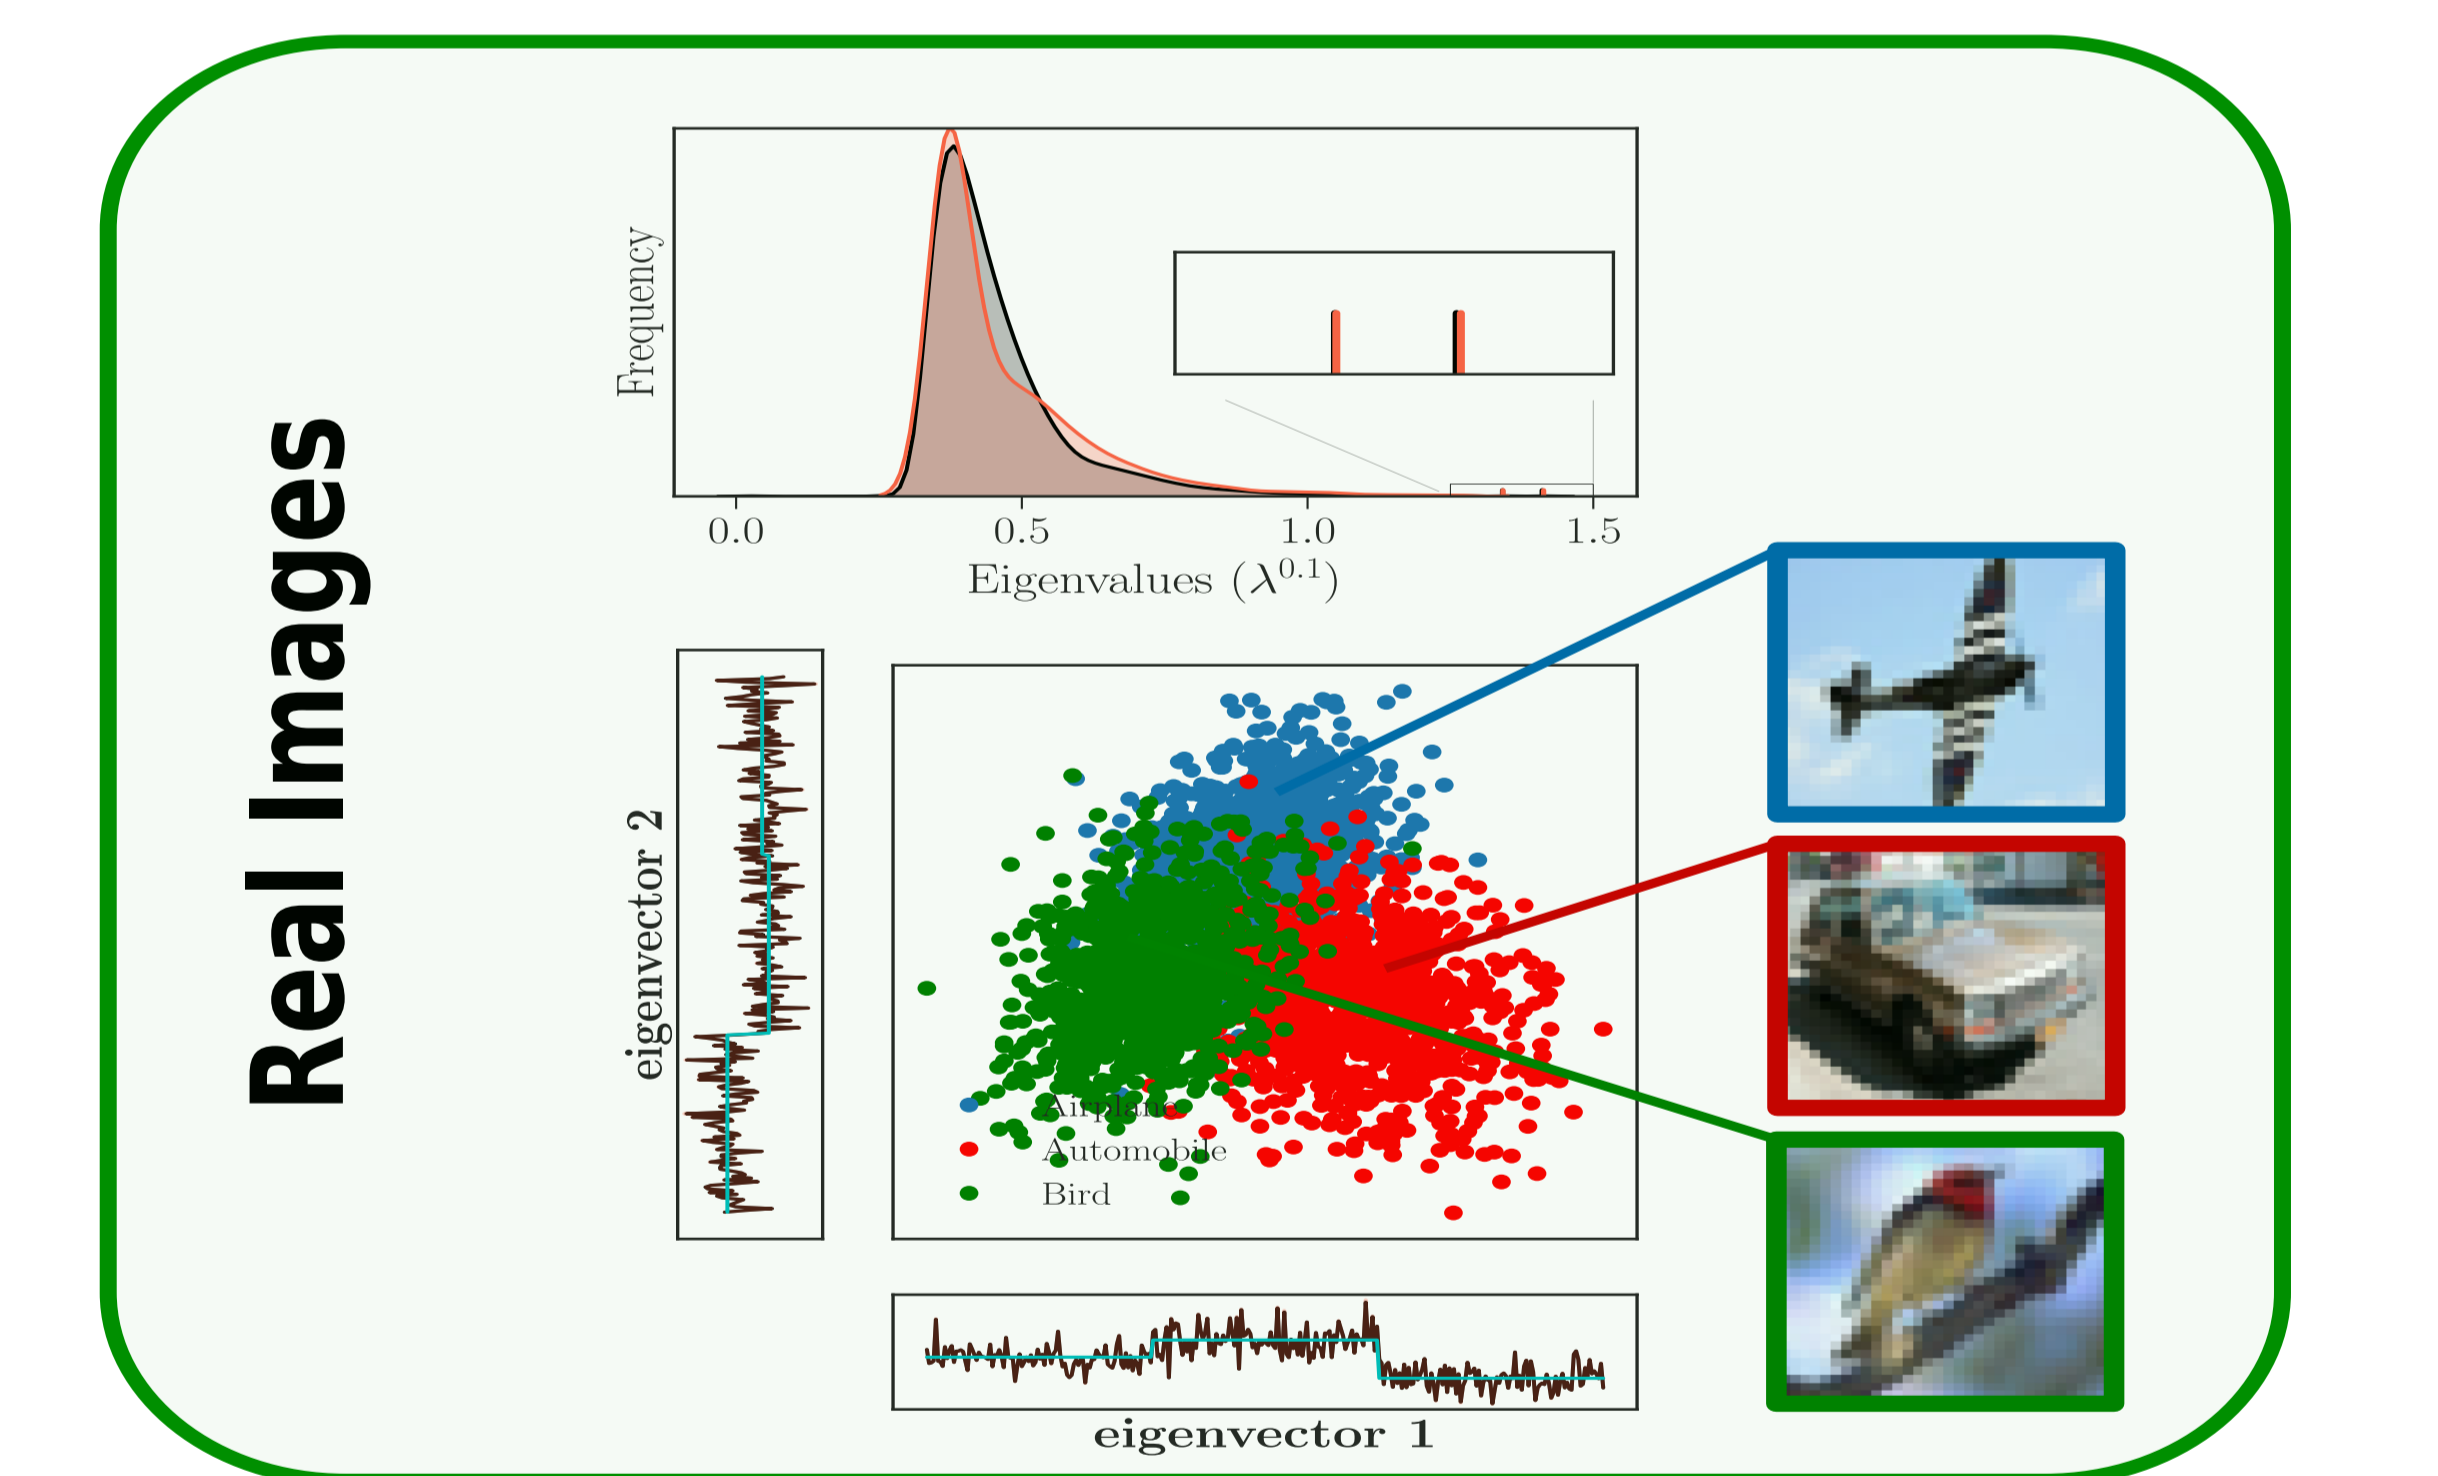 Real Images
Frequency
0.0 0.5 1.0 1.5
Eigenvalues (λ^0.1)
eigenvector 2
Airplane
Automobile
Bird
eigenvector 1